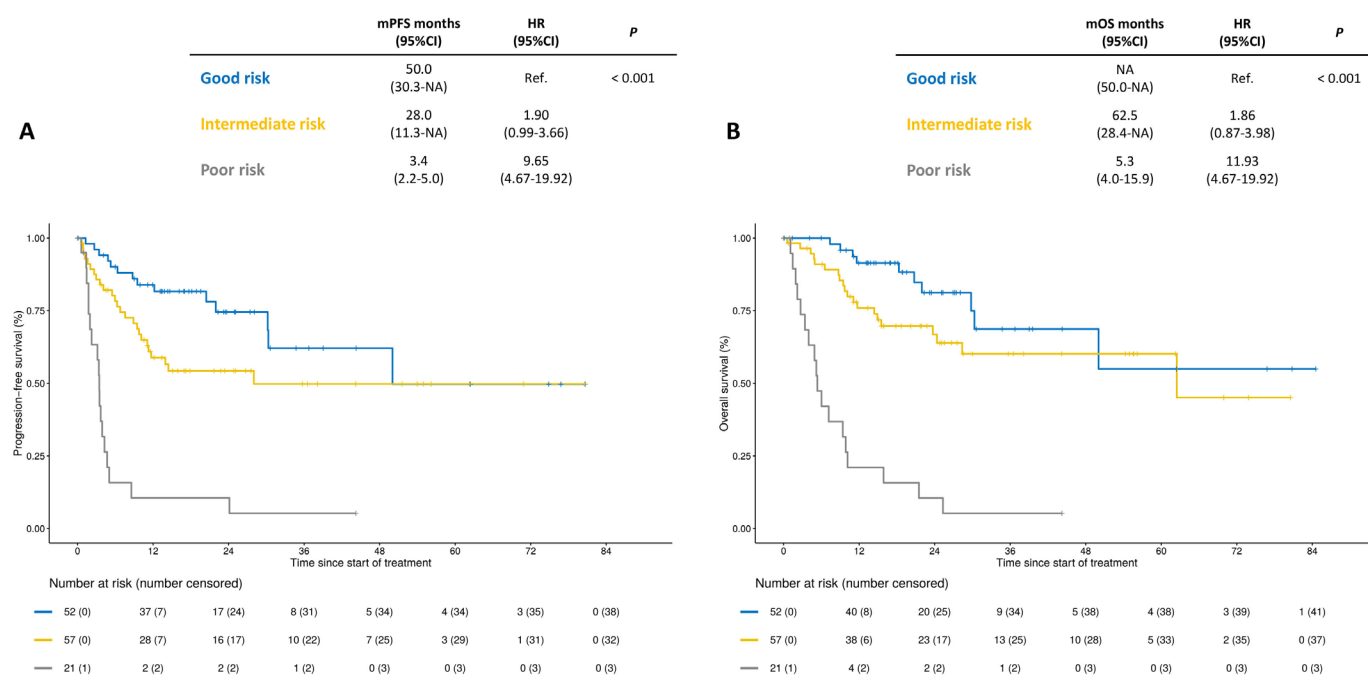 mPFS months HR P
(95%CI) (95%CI)
Good risk 50.0 Ref. < 0.001
(30.3-NA)
Intermediate risk 28.0 1.90
(11.3-NA) (0.99-3.66)
Poor risk 3.4 9.65
(2.2-5.0) (4.67-19.92)
A
1.00
0.75
0.50
0.25
0.00
Progression−free survival (%)
0 12 24 36 48 60 72 84
Time since start of treatment
Number at risk (number censored)
52 (0) 37 (7) 17 (24) 8 (31) 5 (34) 4 (34) 3 (35) 0 (38)
57 (0) 28 (7) 16 (17) 10 (22) 7 (25) 3 (29) 1 (31) 0 (32)
21 (1) 2 (2) 2 (2) 1 (2) 0 (3) 0 (3) 0 (3) 0 (3)
mOS months HR P
(95%CI) (95%CI)
Good risk NA Ref. < 0.001
(50.0-NA)
Intermediate risk 62.5 1.86
(28.4-NA) (0.87-3.98)
Poor risk 5.3 11.93
(4.0-15.9) (4.67-19.92)
B
1.00
0.75
0.50
0.25
0.00
Overall survival (%)
0 12 24 36 48 60 72 84
Time since start of treatment
Number at risk (number censored)
52 (0) 40 (8) 20 (25) 9 (34) 5 (38) 4 (38) 3 (39) 1 (41)
57 (0) 38 (6) 23 (17) 13 (25) 10 (28) 5 (33) 2 (35) 0 (37)
21 (1) 4 (2) 2 (2) 1 (2) 0 (3) 0 (3) 0 (3) 0 (3)